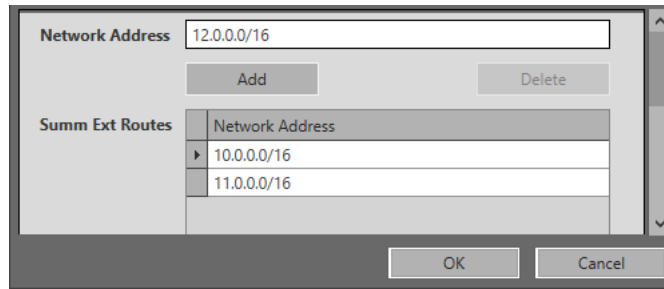 Network Address 12.0.0.0/16
Add Delete
Summ Ext Routes Network Address
10.0.0.0/16
11.0.0.0/16
OK Cancel